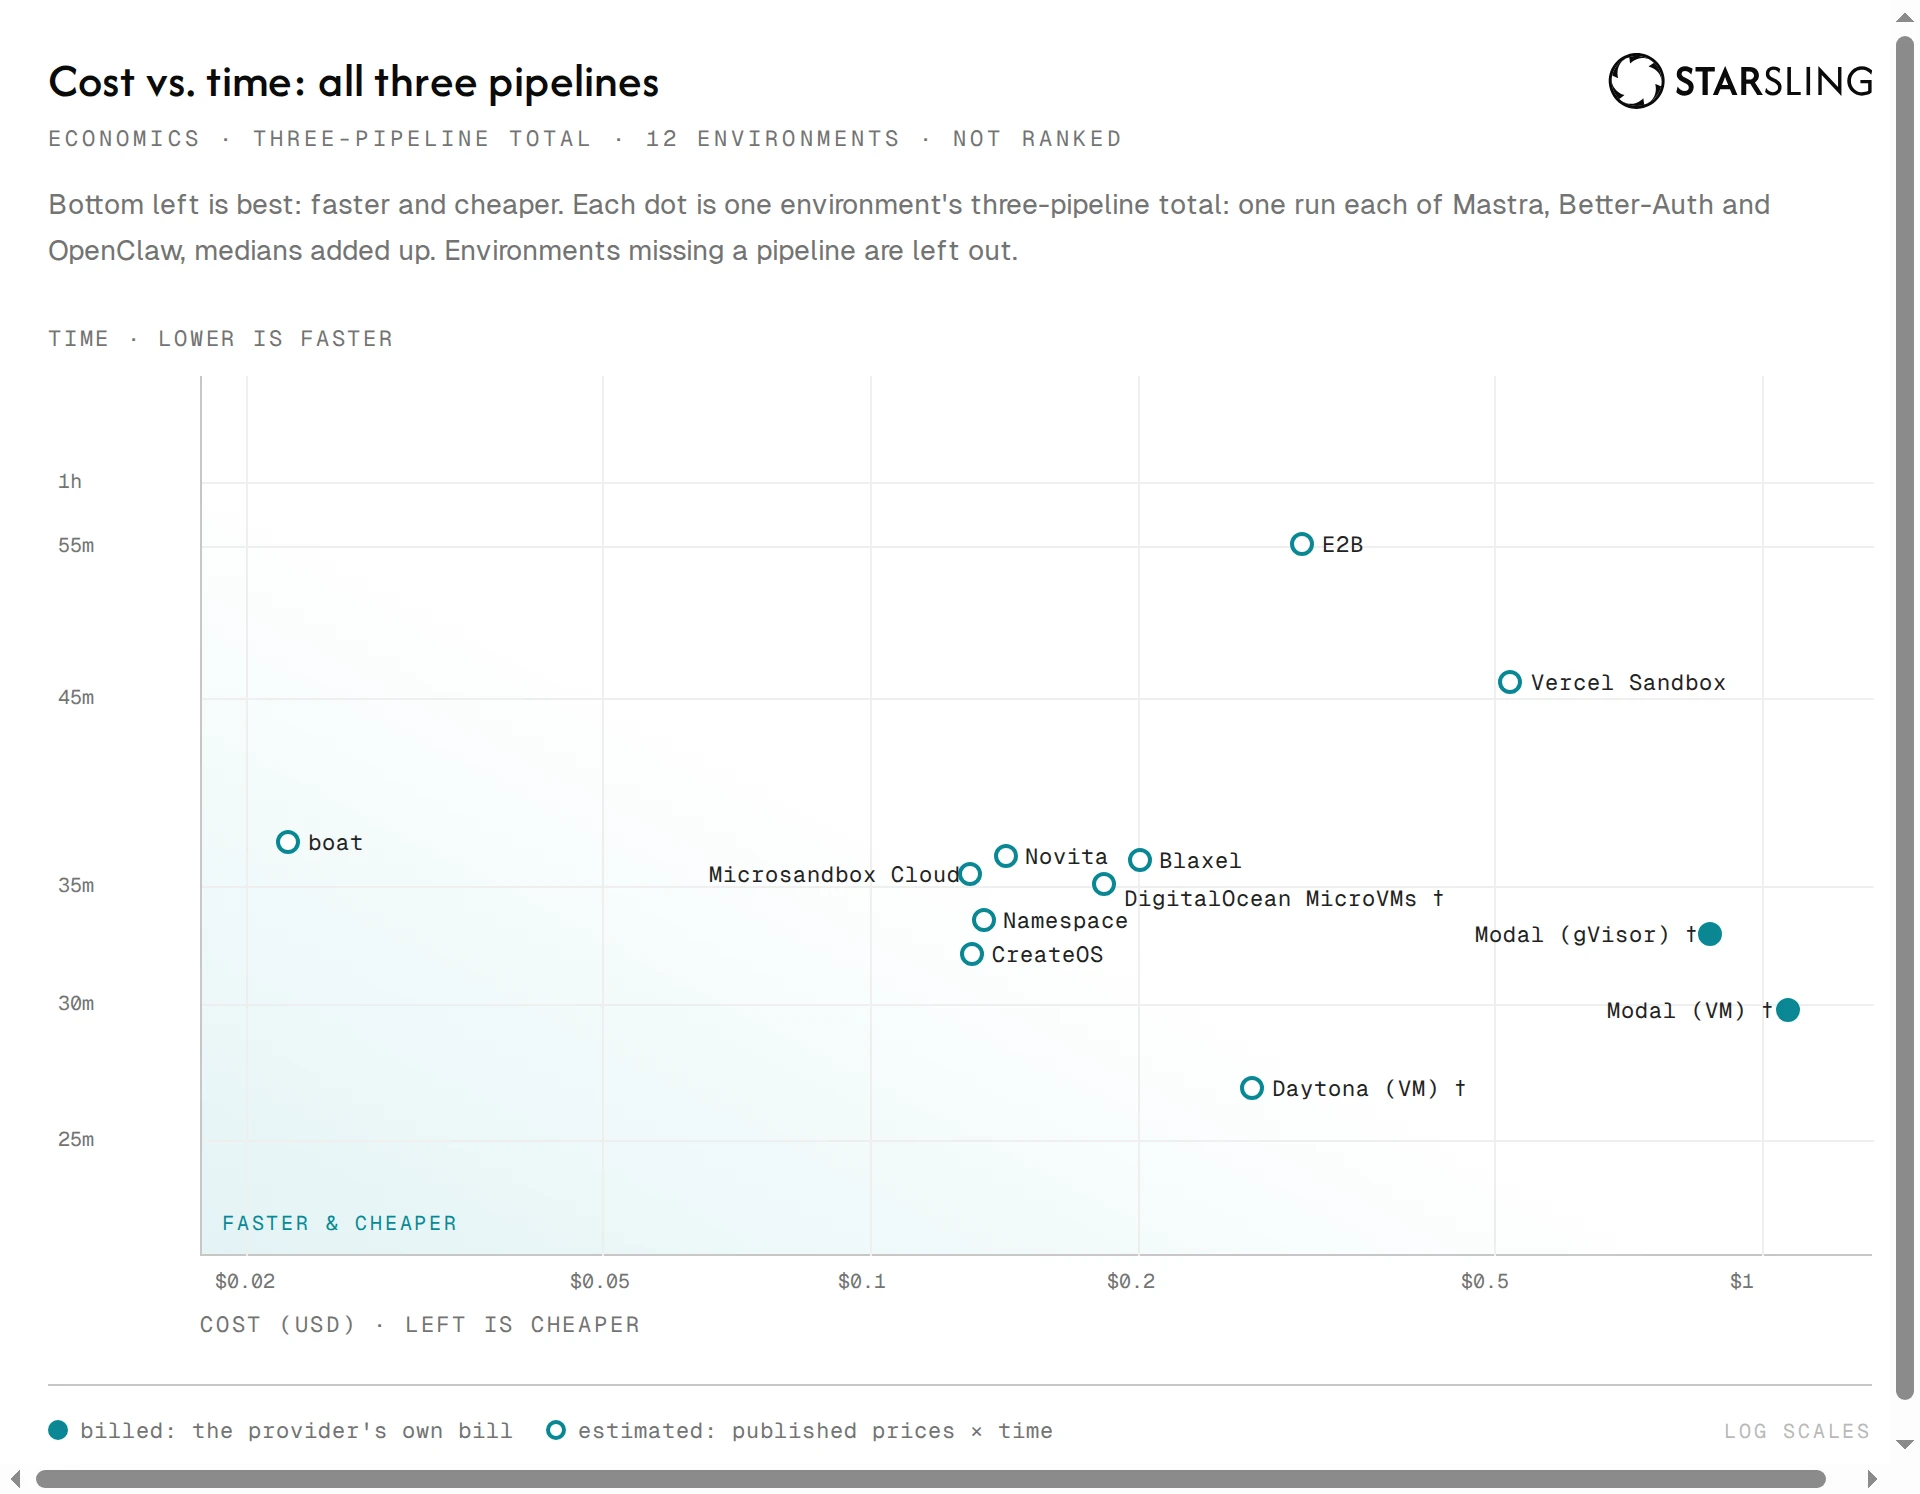 Cost vs. time: all three pipelines
STARSLING
ECONOMICS · THREE-PIPELINE TOTAL · 12 ENVIRONMENTS · NOT RANKED
Bottom left is best: faster and cheaper. Each dot is one environment's three-pipeline total: one run each of Mastra, Better-Auth and
OpenClaw, medians added up. Environments missing a pipeline are left out.
TIME · LOWER IS FASTER
1h
55m
E2B
45m
Vercel Sandbox
boat
Novita
Blaxel
Microsandbox Cloud
35m
DigitalOcean MicroVMs †
Namespace
Modal (gVisor) †
CreateOS
30m
Modal (VM) †
Daytona (VM) †
25m
FASTER & CHEAPER
$0.02 $0.05 $0.1 $0.2 $0.5 $1
COST (USD) · LEFT IS CHEAPER
billed: the provider's own bill estimated: published prices × time LOG SCALES